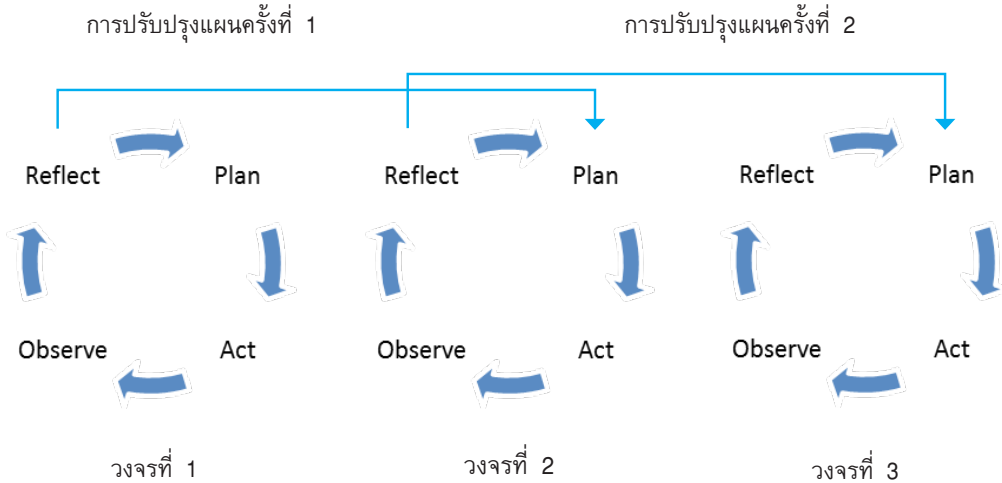 การปรับปรุงแผนครั้งที่ 1 การปรับปรุงแผนครั้งที่ 2
Reflect Plan Reflect Plan Reflect Plan
Observe Act Observe Act Observe Act
วงจรที่ 1 วงจรที่ 2 วงจรที่ 3